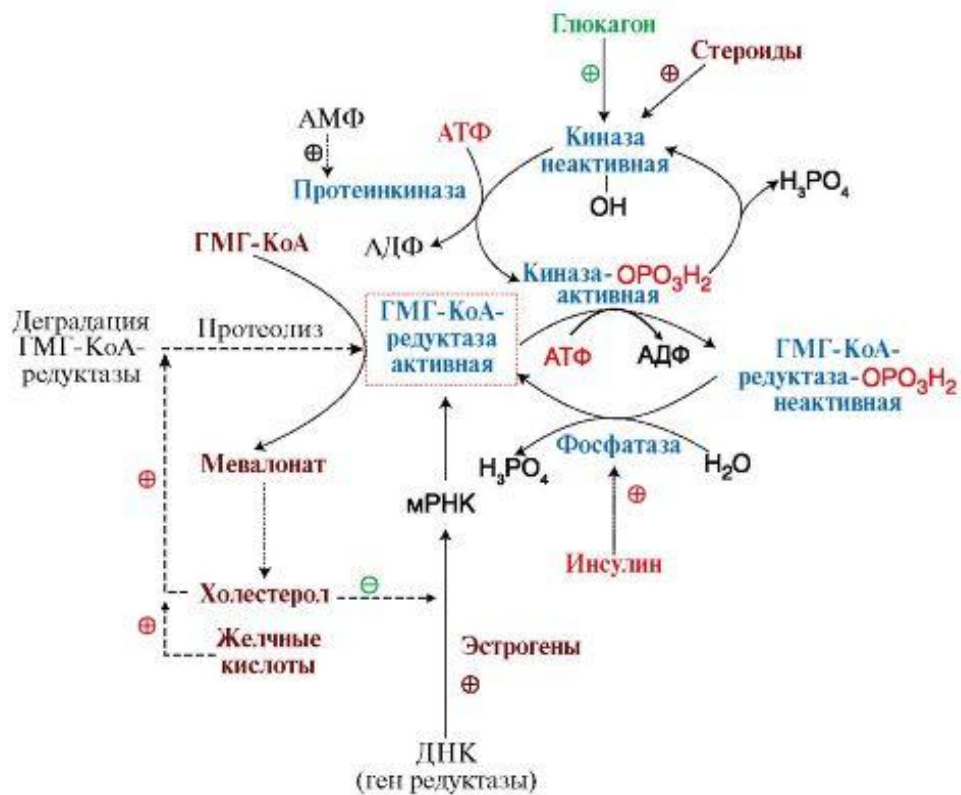 Глюкагон
Стероиды
АМФ
АТФ
Киназа
неактивная
Протеинкиназа
H₃PO₄
OH
АДФ
ГМГ-КоА
Киназа-OPO₃H₂
активная
Деградация
ГМГ-КоА-
редуктазы
Протеолиз
ГМГ-КоА-
редуктаза
активная
АТФ
АДФ
ГМГ-КоА-
редуктаза-OPO₃H₂
неактивная
Мевалонат
H₃PO₄
Фосфатаза
H₂O
мРНК
Инсулин
Холестерол
Желчные
кислоты
Эстрогены
ДНК
(ген редуктазы)